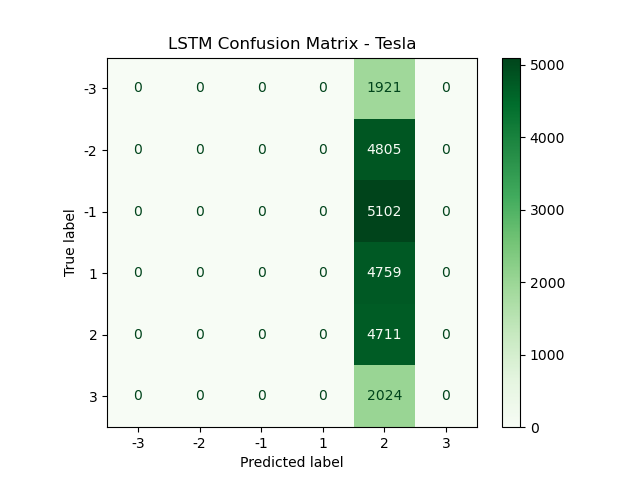 LSTM Confusion Matrix - Tesla
True label
-3 0 0 0 0 1921 0
-2 0 0 0 0 4805 0
-1 0 0 0 0 5102 0
1 0 0 0 0 4759 0
2 0 0 0 0 4711 0
3 0 0 0 0 2024 0
-3 -2 -1 1 2 3
Predicted label
5000
4000
3000
2000
1000
0